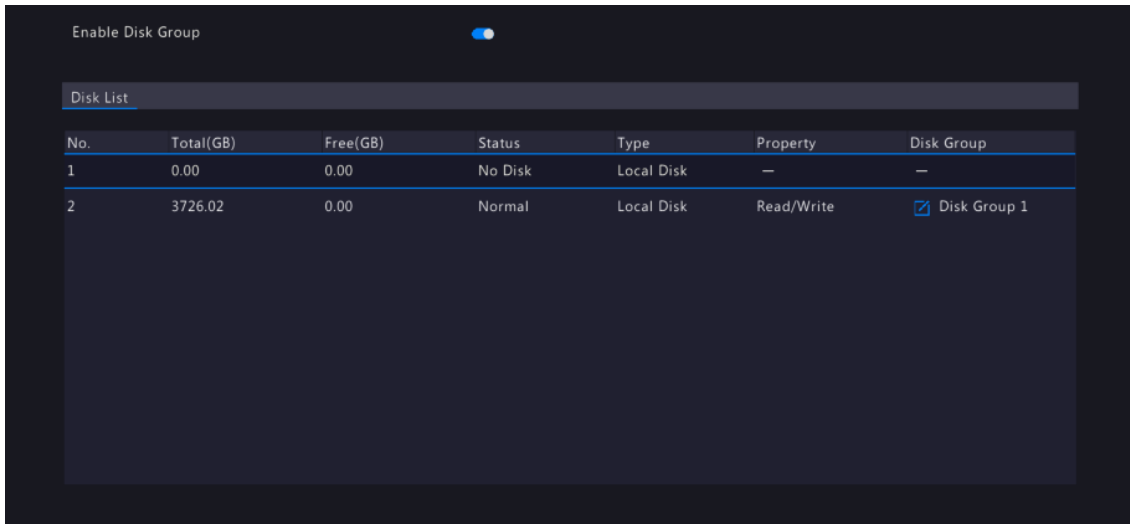 Enable Disk Group
Disk List
No. Total(GB) Free(GB) Status Type Property Disk Group
1 0.00 0.00 No Disk Local Disk — —
2 3726.02 0.00 Normal Local Disk Read/Write Disk Group 1